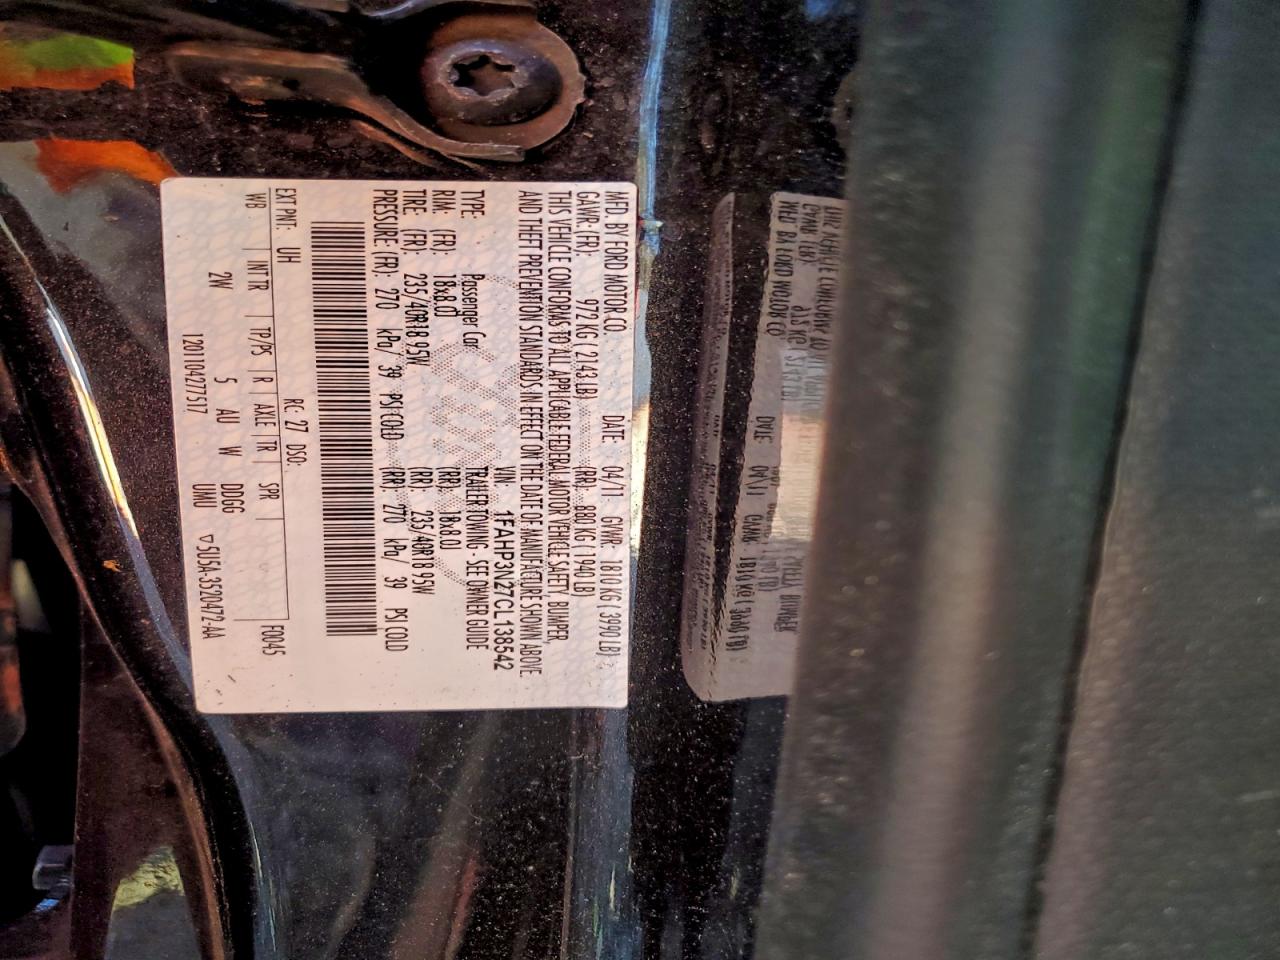 MFD. BY FORD MOTOR CO.
DATE: 04/11 GVWR: 1810 KG ( 3990 LB)
GAWR: (FR): 972 KG ( 2143 LB) (RR): 880 KG ( 1940 LB
THIS VEHICLE CONFORMS TO ALL APPLICABLE FEDERAL MOTOR VEHICLE SAFETY, BUMPER,
AND THEFT PREVENTION STANDARDS IN EFFECT ON THE DATE OF MANUFACTURE SHOWN ABOVE.
VIN: 1FAHP3N27CL138542
TYPE: Passenger Car TRAILER TOWING - SEE OWNER GUIDE
RIM: (FR): 18x8.0J (RR): 18x8.0J
TIRE: (FR): 235/40R18 95W (RR): 235/40R18 95W
PRESSURE (FR): 270 kPa/ 39 PSI COLD (RR): 270 kPa/ 39 PSI COLD
RC: 27 DSO:
EXT PNT: UH F0045
WB INTR TP/PS R AXLE TR SPR
2W 5 AU W DDGG
120110427757 UMU ▽5U5A-3520472-AA